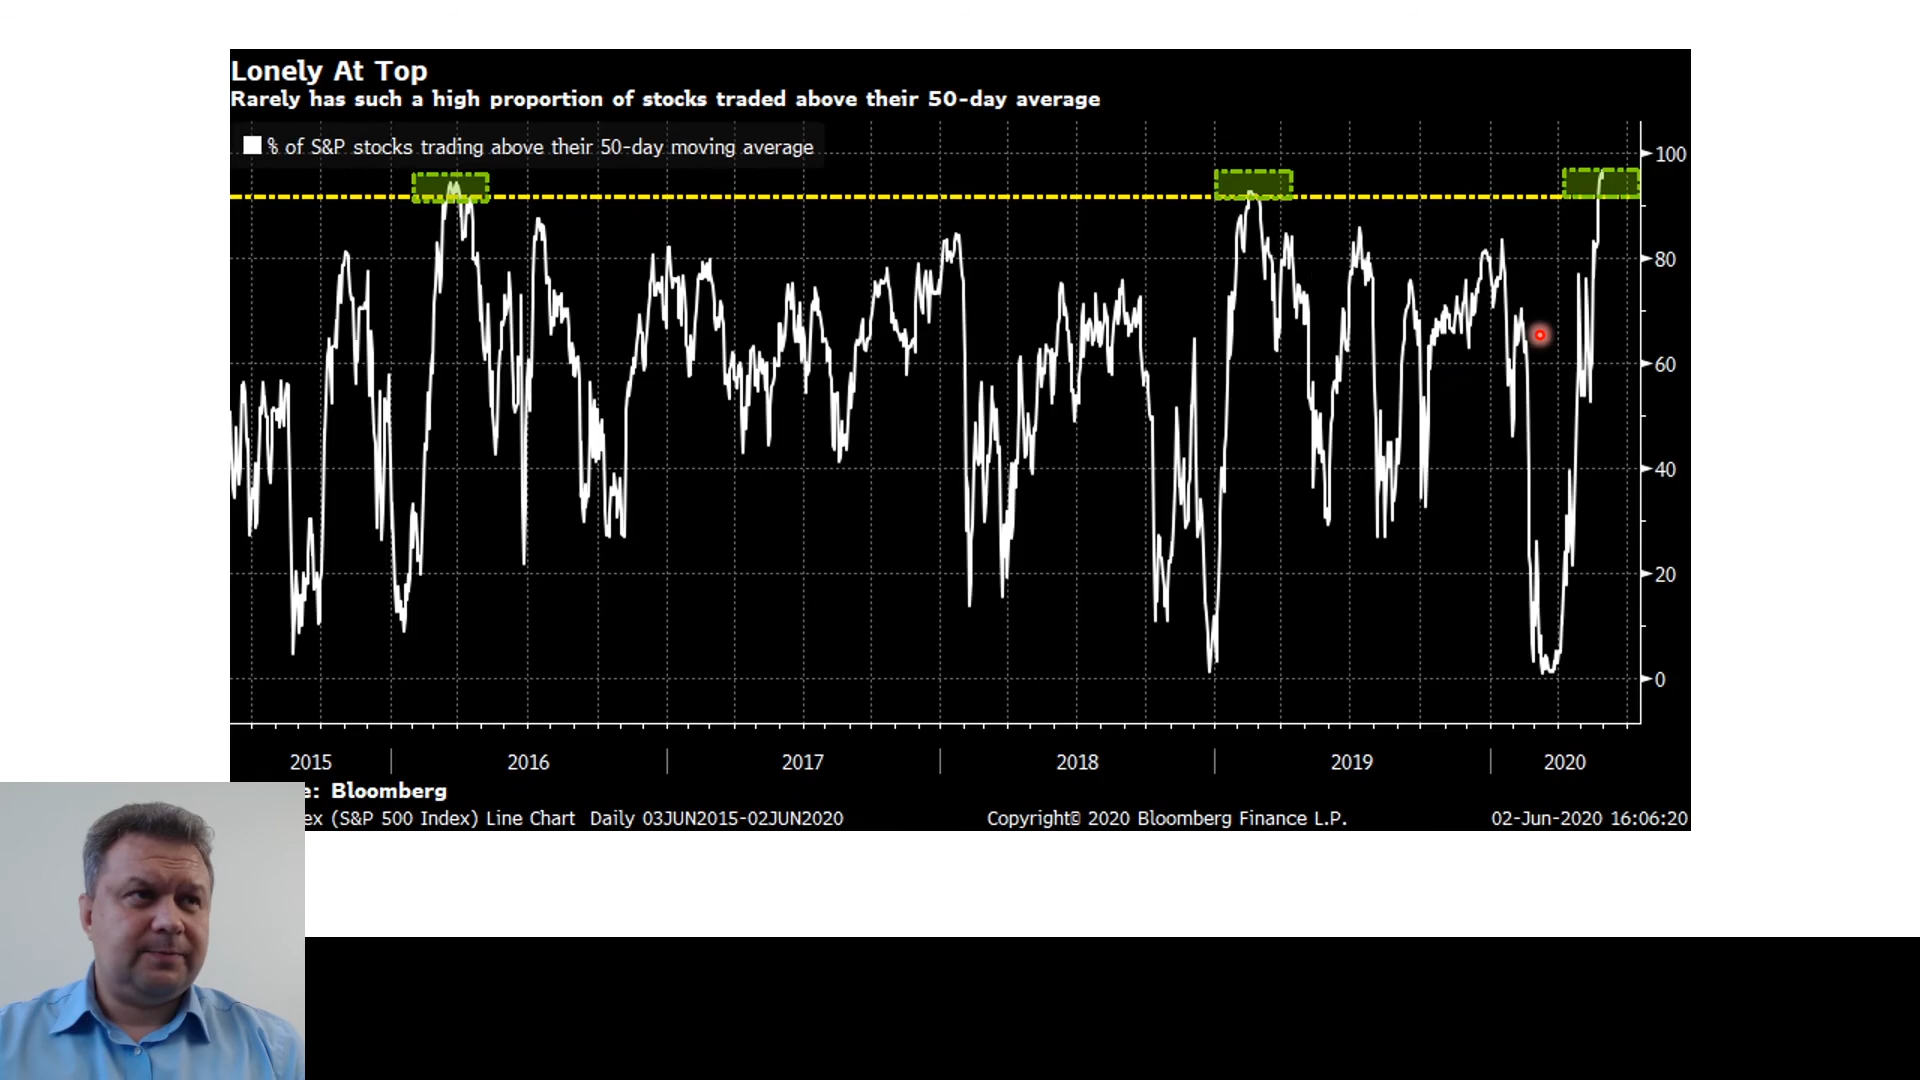 Lonely At Top
Rarely has such a high proportion of stocks traded above their 50-day average
% of S&P stocks trading above their 50-day moving average
100
80
60
40
20
0
2015 2016 2017 2018 2019 2020
e: Bloomberg
ex (S&P 500 Index) Line Chart Daily 03JUN2015-02JUN2020 Copyright 2020 Bloomberg Finance L.P. 02-Jun-2020 16:06:20